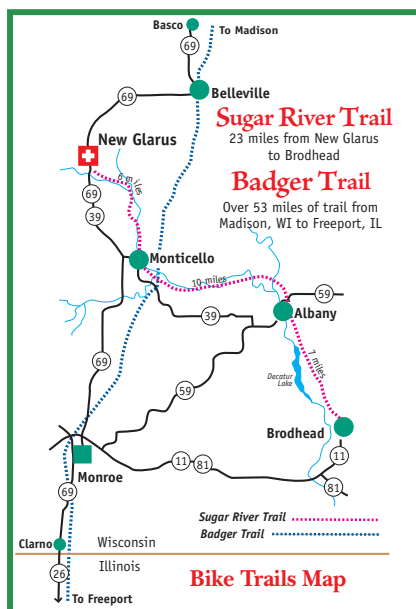 Basco
69
To Madison
69
Belleville
Sugar River Trail
23 miles from New Glarus
to Brodhead
New Glarus
Badger Trail
Over 53 miles of trail from
Madison, WI to Freeport, IL
6 miles
69
39
Monticello
10 miles
59
39
Albany
69
7 miles
59
Decatur
Lake
Brodhead
11
81
11
Monroe
81
69
Sugar River Trail
Badger Trail
Clarno
Wisconsin
Illinois
26
Bike Trails Map
To Freeport